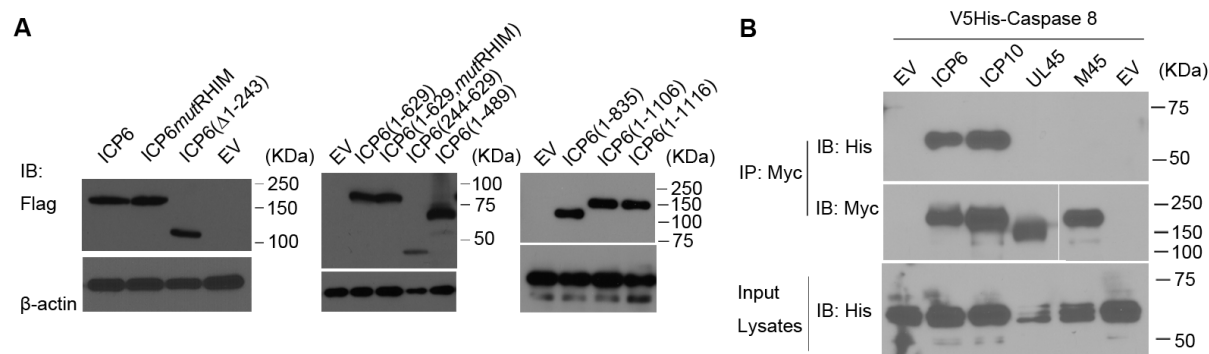 A
ICP6
ICP6mutRHIM
ICP6(Δ1-243)
EV
(KDa)
IB:
Flag
250
150
100
β-actin
EV
ICP6(1-629)
ICP6(1-629,mutRHIM)
ICP6(244-629)
ICP6(1-489)
(KDa)
100
75
50
EV
ICP6(1-835)
ICP6(1-1106)
ICP6(1-1116)
(KDa)
250
150
100
75
B
V5His-Caspase 8
EV
ICP6
ICP10
UL45
M45
EV
(KDa)
IP: Myc
IB: His
75
50
IB: Myc
250
150
100
Input
Lysates
IB: His
75
50